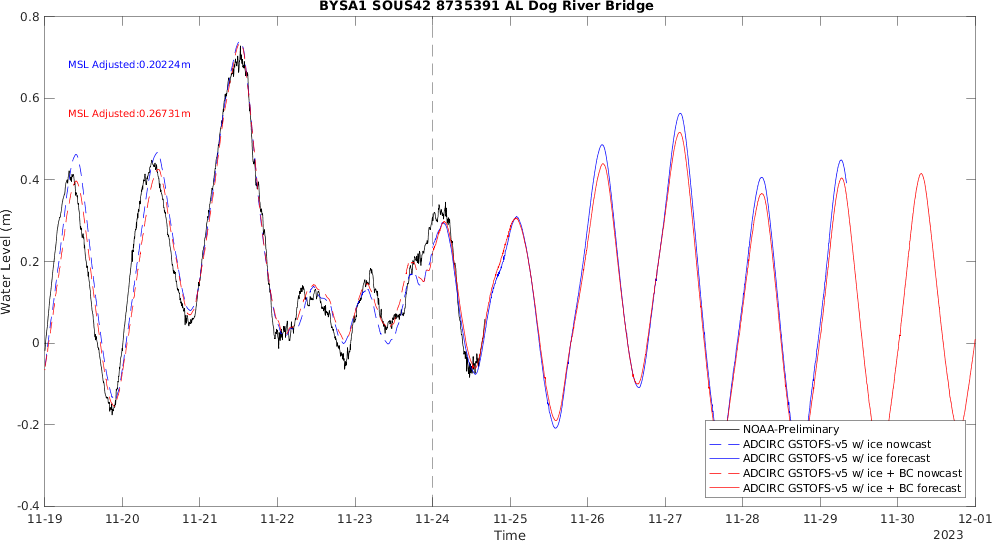 BYSA1 SOUS42 8735391 AL Dog River Bridge
0.8
0.6
0.4
0.2
0
-0.2
-0.4
Water Level (m)
MSL Adjusted:0.20224m
MSL Adjusted:0.26731m
NOAA-Preliminary
ADCIRC GSTOFS-v5 w/ ice nowcast
ADCIRC GSTOFS-v5 w/ ice forecast
ADCIRC GSTOFS-v5 w/ ice + BC nowcast
ADCIRC GSTOFS-v5 w/ ice + BC forecast
11-19 11-20 11-21 11-22 11-23 11-24 11-25 11-26 11-27 11-28 11-29 11-30 12-01
Time
2023